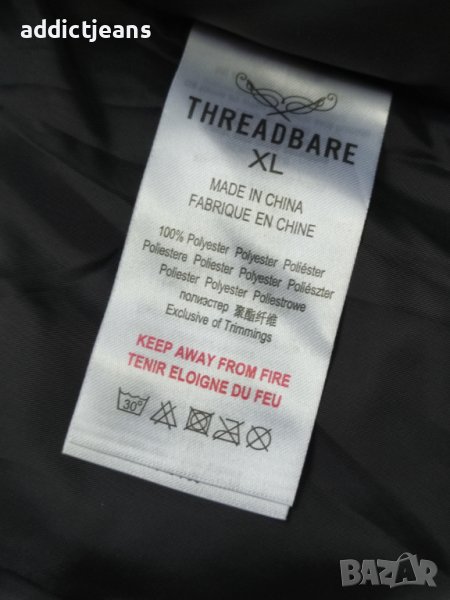 addictjeans
THREADBARE
XL
MADE IN CHINA
FABRIQUE EN CHINE
100% Polyester Polyester Poliéster
Poliestere Poliester Polyester Poliészter
Poliester Polyester Poliestrowe
полиэстер 聚酯纤维
Exclusive of Trimmings
KEEP AWAY FROM FIRE
TENIR ELOIGNE DU FEU
30°
BAZAR